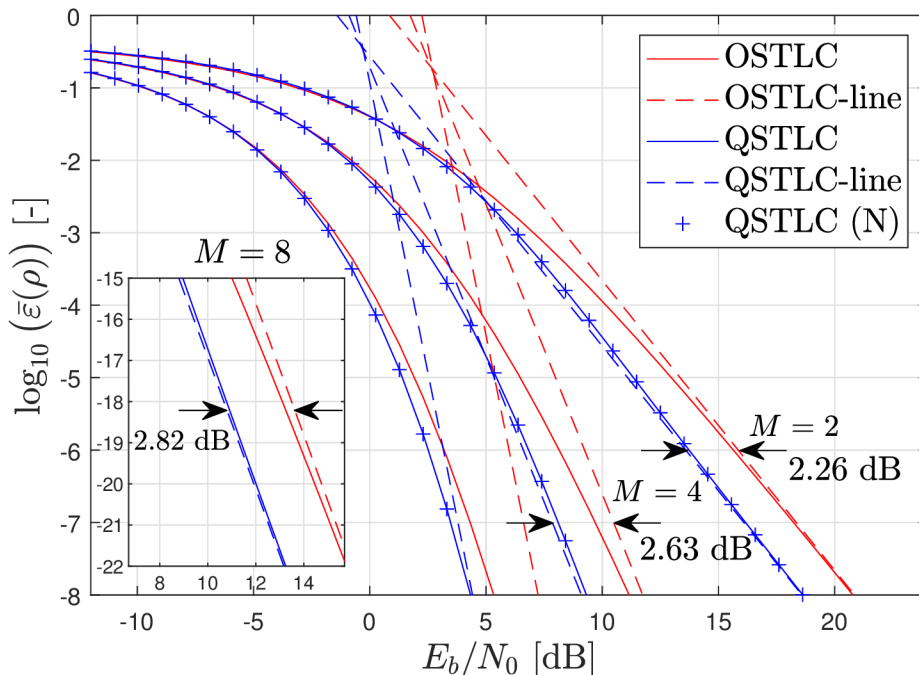 0
-1
-2
-3
-4
-5
-6
-7
-8
-10
-5
0
5
10
15
20
log₁₀ (ε̄(ρ)) [-]
E_b/N₀ [dB]
OSTLC
OSTLC-line
QSTLC
QSTLC-line
QSTLC (N)
M = 8
-15
-16
-17
-18
-19
-20
-21
-22
8
10
12
14
2.82 dB
M = 2
2.26 dB
M = 4
2.63 dB